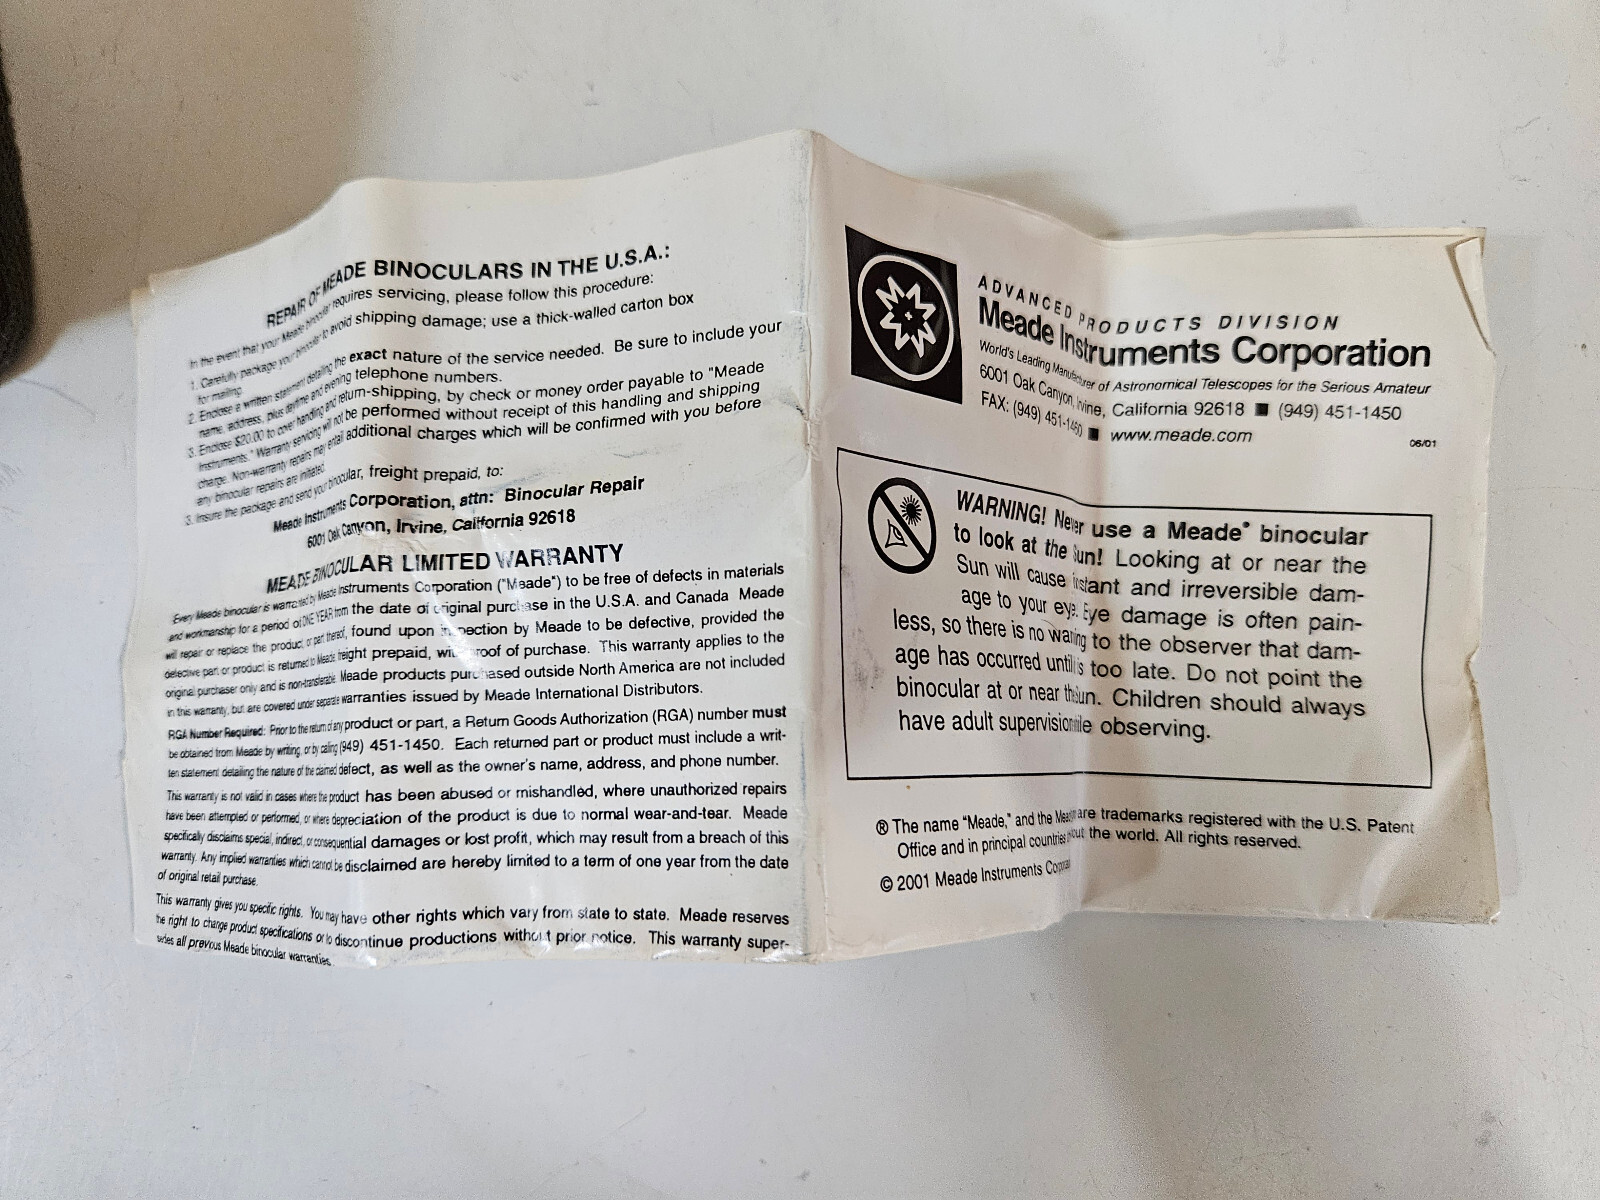 REPAIR OF MEADE BINOCULARS IN THE U.S.A.:
In the event that your Meade binocular requires servicing, please follow this procedure:
1. Carefully package your binocular to avoid shipping damage; use a thick-walled carton box
for mailing.
2. Enclose a written statement detailing the exact nature of the service needed. Be sure to include your
name, address, plus daytime and evening telephone numbers.
3. Enclose $20.00 to cover handling and return-shipping, by check or money order payable to "Meade
Instruments." Warranty servicing will not be performed without receipt of this handling and shipping
charge. Non-warranty repairs may entail additional charges which will be confirmed with you before
any binocular repairs are initiated.
3. Insure the package and send your binocular, freight prepaid, to:
Meade Instruments Corporation, attn: Binocular Repair
6001 Oak Canyon, Irvine, California 92618
MEADE BINOCULAR LIMITED WARRANTY
Every Meade binocular is warranted by Meade Instruments Corporation ("Meade") to be free of defects in materials
and workmanship for a period of ONE YEAR from the date of original purchase in the U.S.A. and Canada Meade
will repair or replace the product, or part thereof, found upon inspection by Meade to be defective, provided the
defective part or product is returned to Meade freight prepaid, with proof of purchase. This warranty applies to the
original purchaser only and is non-transferable. Meade products purchased outside North America are not included
in this warranty, but are covered under separate warranties issued by Meade International Distributors.
RGA Number Required: Prior to the return of any product or part, a Return Goods Authorization (RGA) number must
be obtained from Meade by writing, or by calling (949) 451-1450. Each returned part or product must include a writ-
ten statement detailing the nature of the claimed defect, as well as the owner's name, address, and phone number.
This warranty is not valid in cases where the product has been abused or mishandled, where unauthorized repairs
have been attempted or performed, or where depreciation of the product is due to normal wear-and-tear. Meade
specifically disclaims special, indirect, or consequential damages or lost profit, which may result from a breach of this
warranty. Any implied warranties which cannot be disclaimed are hereby limited to a term of one year from the date
of original retail purchase.
This warranty gives you specific rights. You may have other rights which vary from state to state. Meade reserves
the right to change product specifications or to discontinue productions without prior notice. This warranty super-
sedes all previous Meade binocular warranties.
ADVANCED PRODUCTS DIVISION
Meade Instruments Corporation
World's Leading Manufacturer of Astronomical Telescopes for the Serious Amateur
6001 Oak Canyon, Irvine, California 92618 ■ (949) 451-1450
FAX: (949) 451-1460 ■ www.meade.com
06/01
WARNING! Never use a Meade® binocular
to look at the Sun! Looking at or near the
Sun will cause instant and irreversible dam-
age to your eye. Eye damage is often pain-
less, so there is no warning to the observer that dam-
age has occurred until it is too late. Do not point the
binocular at or near the Sun. Children should always
have adult supervision while observing.
® The name "Meade," and the Meade are trademarks registered with the U.S. Patent
Office and in principal countries the world. All rights reserved.
© 2001 Meade Instruments